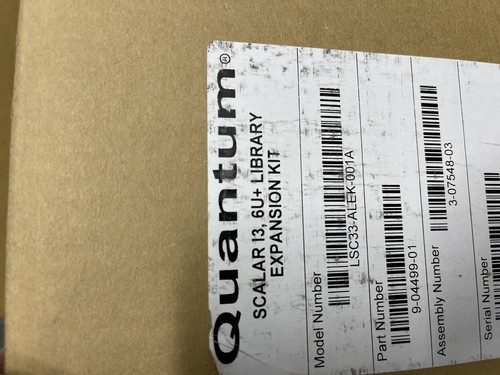 Quantum®
SCALAR I3, 6U+ LIBRARY
EXPANSION KIT
Model Number
LSC33-ALEK-001A
Part Number
9-04499-01
Assembly Number
3-07548-03
Serial Number